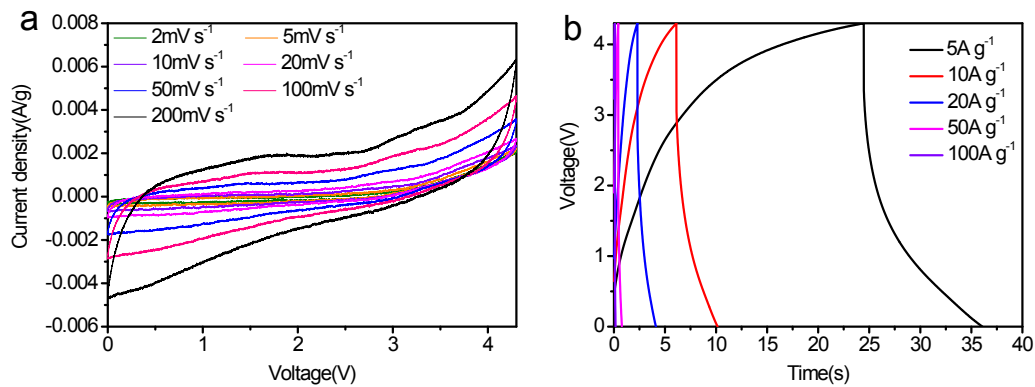 a
2mV s⁻¹ 5mV s⁻¹
10mV s⁻¹ 20mV s⁻¹
50mV s⁻¹ 100mV s⁻¹
200mV s⁻¹
0.008
0.006
0.004
0.002
0.000
-0.002
-0.004
-0.006
Current density(A/g)
0 1 2 3 4
Voltage(V)
b
5A g⁻¹
10A g⁻¹
20A g⁻¹
50A g⁻¹
100A g⁻¹
4
3
2
1
0
Voltage(V)
0 5 10 15 20 25 30 35 40
Time(s)